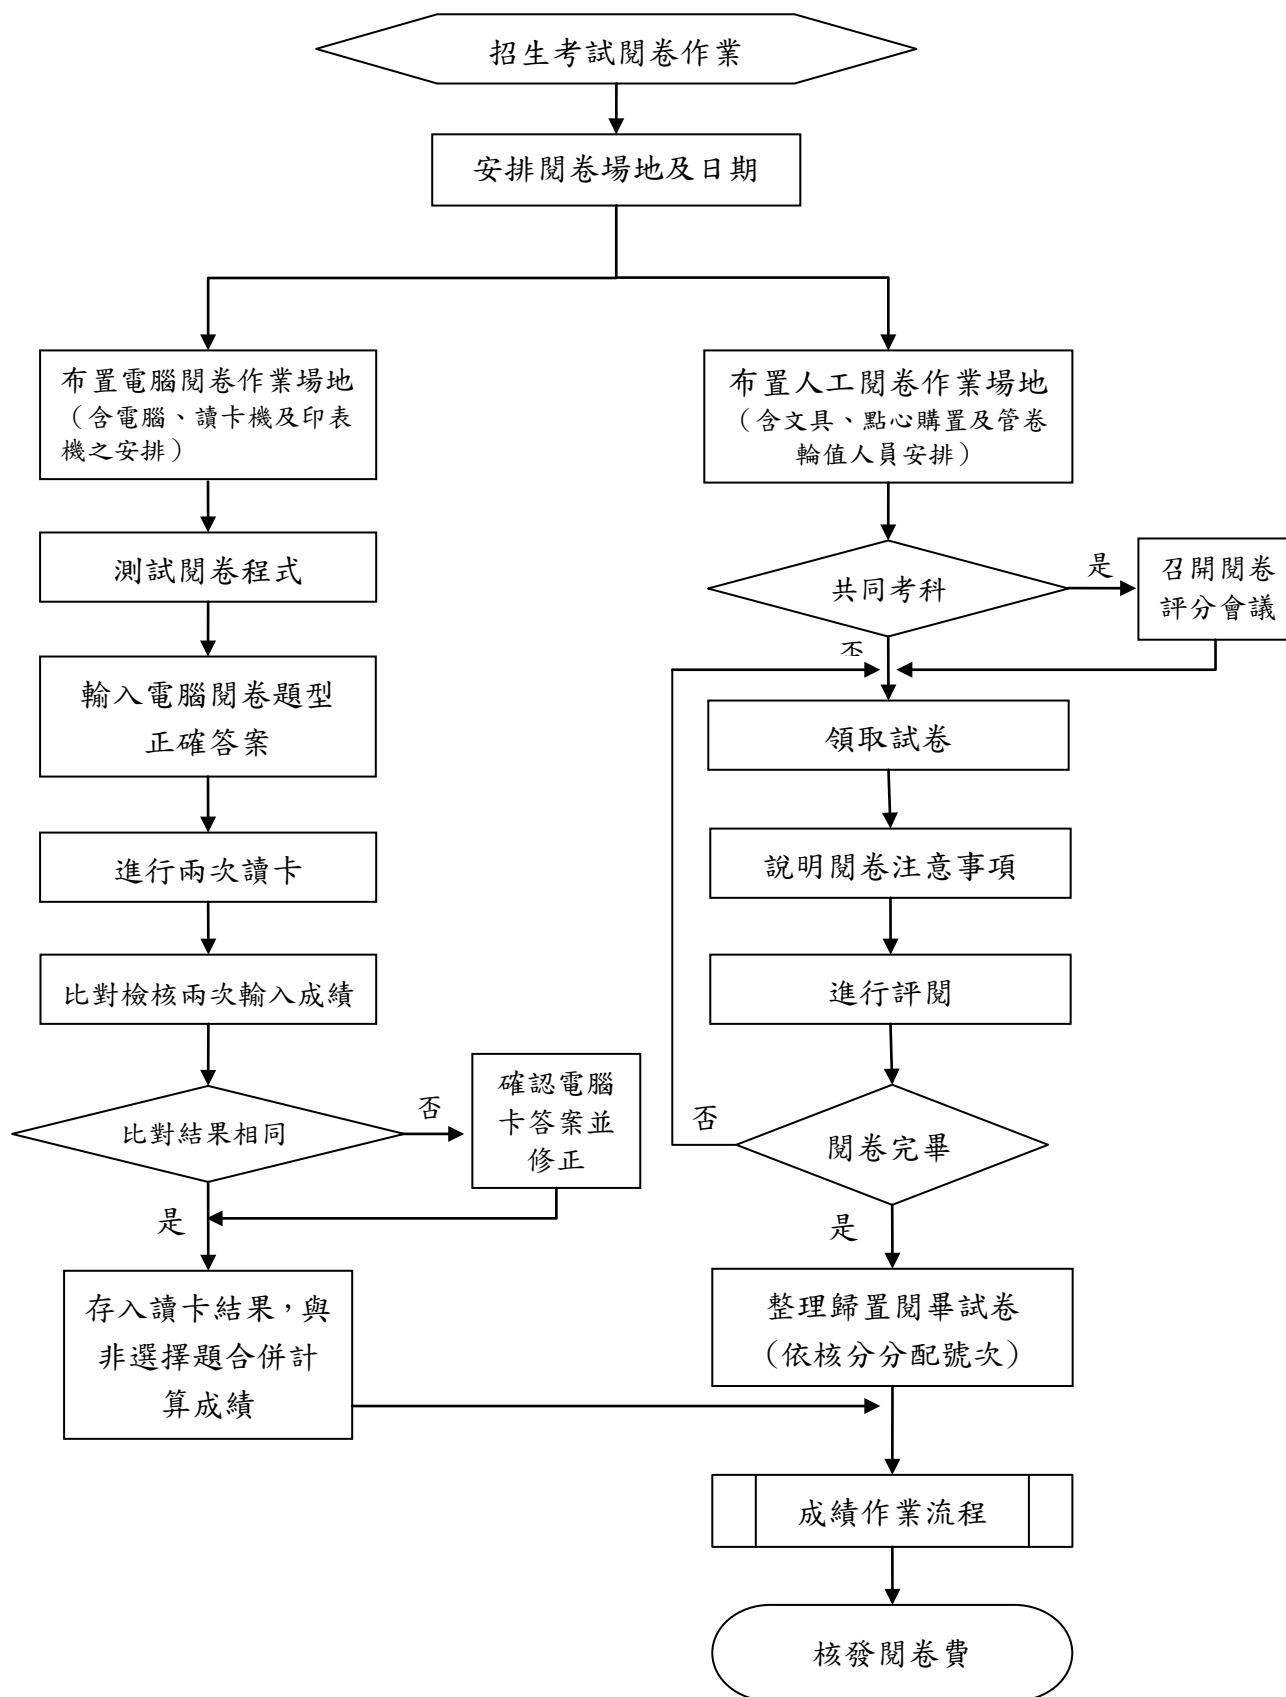 招生考試閱卷作業
安排閱卷場地及日期
布置電腦閱卷作業場地
（含電腦、讀卡機及印表
機之安排）
測試閱卷程式
輸入電腦閱卷題型
正確答案
進行兩次讀卡
比對檢核兩次輸入成績
比對結果相同
否
確認電腦
卡答案並
修正
是
存入讀卡結果，與
非選擇題合併計
算成績
布置人工閱卷作業場地
（含文具、點心購置及管卷
輪值人員安排）
共同考科
是
召開閱卷
評分會議
否
領取試卷
說明閱卷注意事項
進行評閱
否
閱卷完畢
是
整理歸置閱畢試卷
（依核分分配號次）
成績作業流程
核發閱卷費